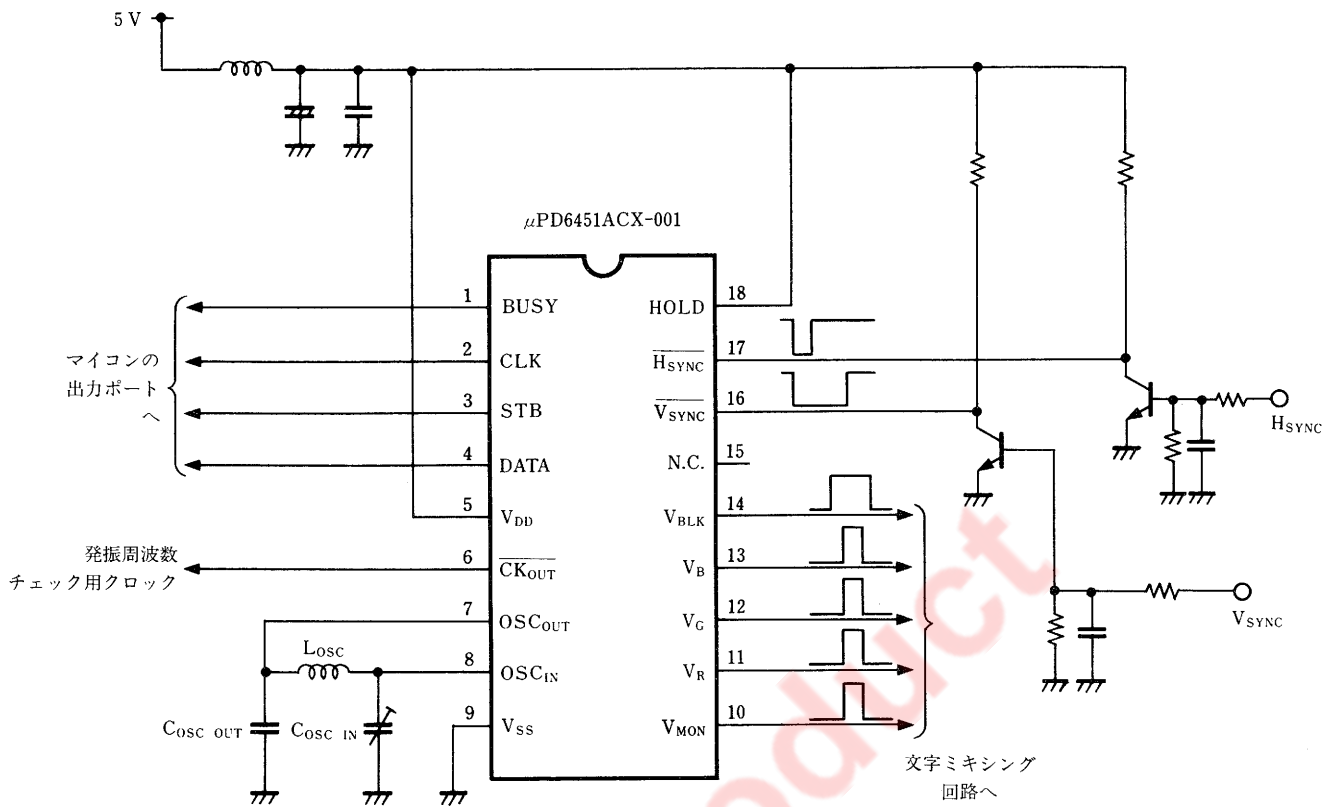 5 V
μPD6451ACX-001
マイコンの
出力ポート
へ
1 BUSY
2 CLK
3 STB
4 DATA
5 VDD
発振周波数
チェック用クロック
6 CKOUT
7 OSCOUT
LOSC
8 OSCIN
COSC OUT
COSC IN
9 VSS
HOLD 18
HSYNC 17
VSYNC 16
N.C. 15
VBLK 14
VB 13
VG 12
VR 11
VMON 10
HSYNC
VSYNC
文字ミキシング
回路へ
oduct